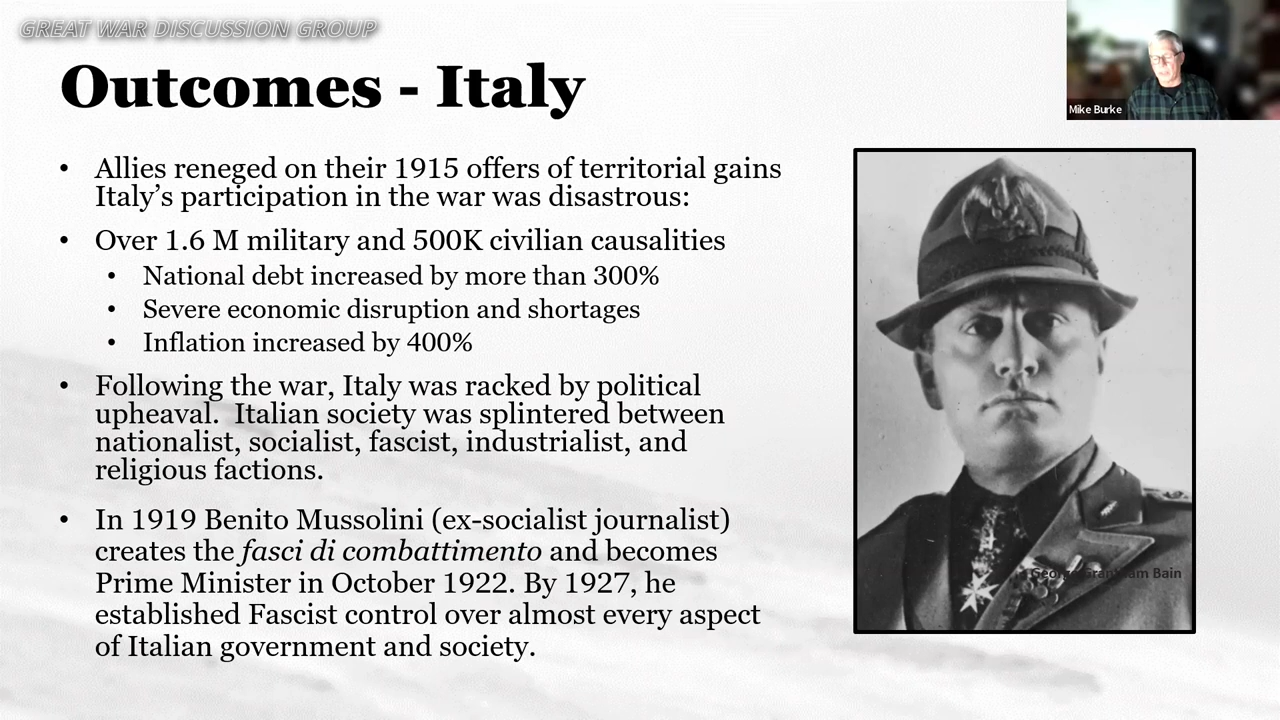 GREAT WAR DISCUSSION GROUP
Outcomes - Italy
Mike Burke
• Allies reneged on their 1915 offers of territorial gains
Italy’s participation in the war was disastrous:
• Over 1.6 M military and 500K civilian causalities
• National debt increased by more than 300%
• Severe economic disruption and shortages
• Inflation increased by 400%
• Following the war, Italy was racked by political
upheaval.  Italian society was splintered between
nationalist, socialist, fascist, industrialist, and
religious factions.
• In 1919 Benito Mussolini (ex-socialist journalist)
creates the fasci di combattimento and becomes
Prime Minister in October 1922. By 1927, he
established Fascist control over almost every aspect
of Italian government and society.
George Grantham Bain